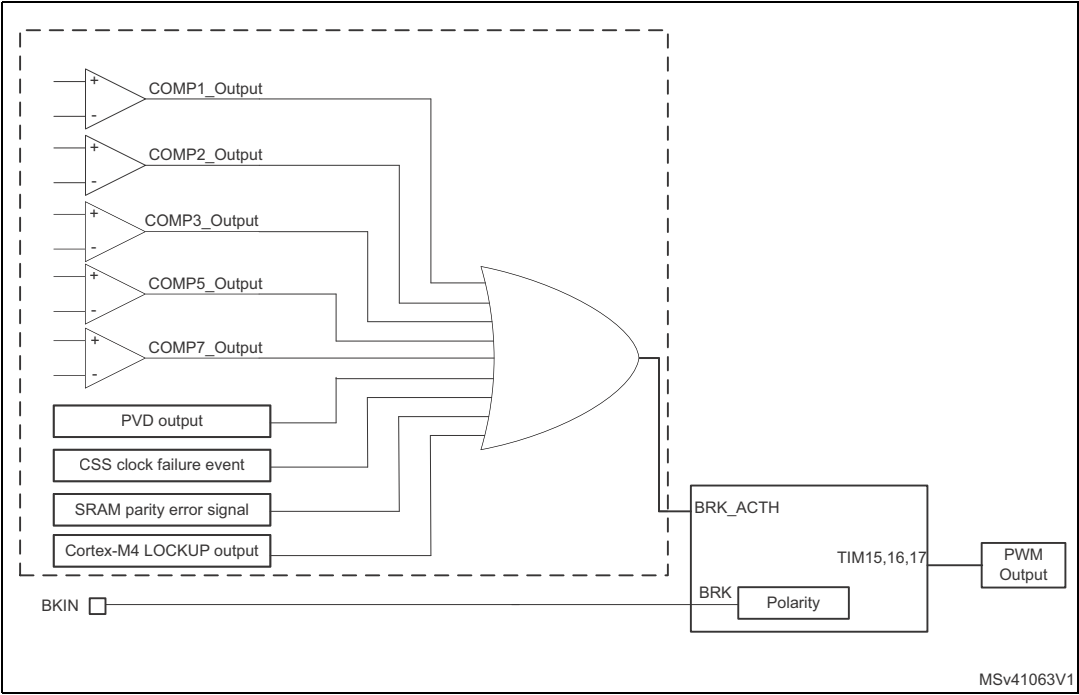 +
COMP1_Output
-
+
COMP2_Output
-
+
COMP3_Output
-
+
COMP5_Output
-
+
COMP7_Output
-
PVD output
CSS clock failure event
SRAM parity error signal
Cortex-M4 LOCKUP output
BRK_ACTH
TIM15,16,17
PWM
Output
BRK
Polarity
BKIN
MSv41063V1